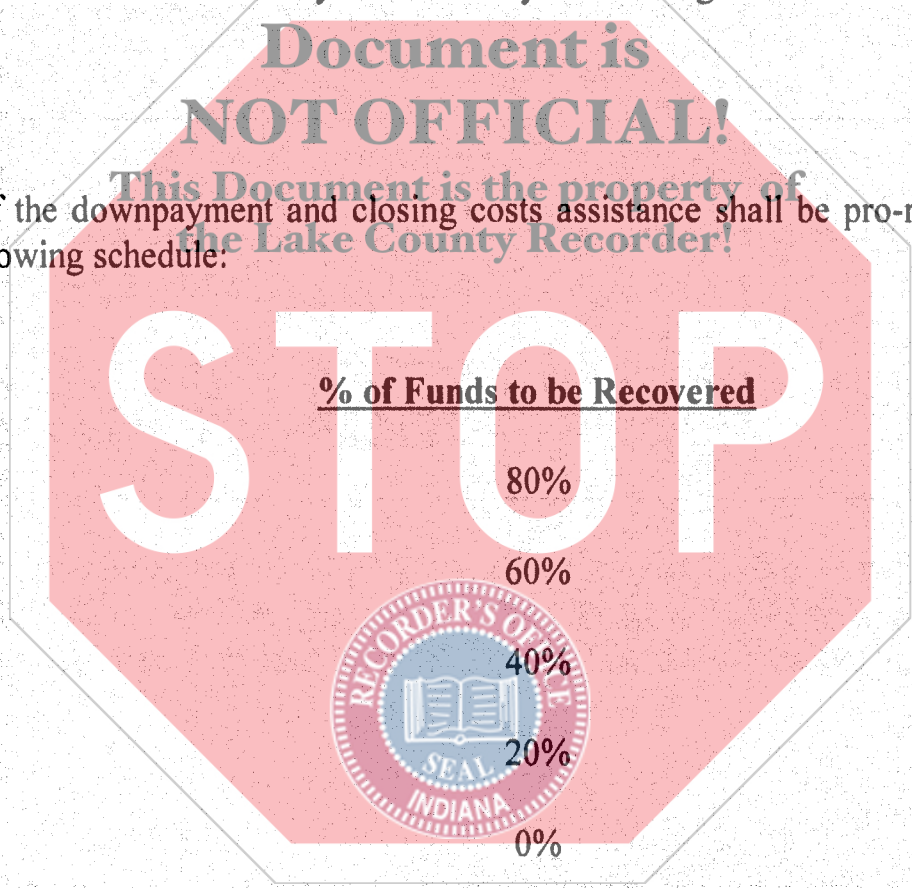 Document is
NOT OFFICIAL!
This Document is the property of
the Lake County Recorder!
the downpayment and closing costs assistance shall be
schedule:
STOP
% of Funds to be Recovered
80%
60%
40%
20%
0%
RECORDER'S OFFICE
SEAL
INDIANA